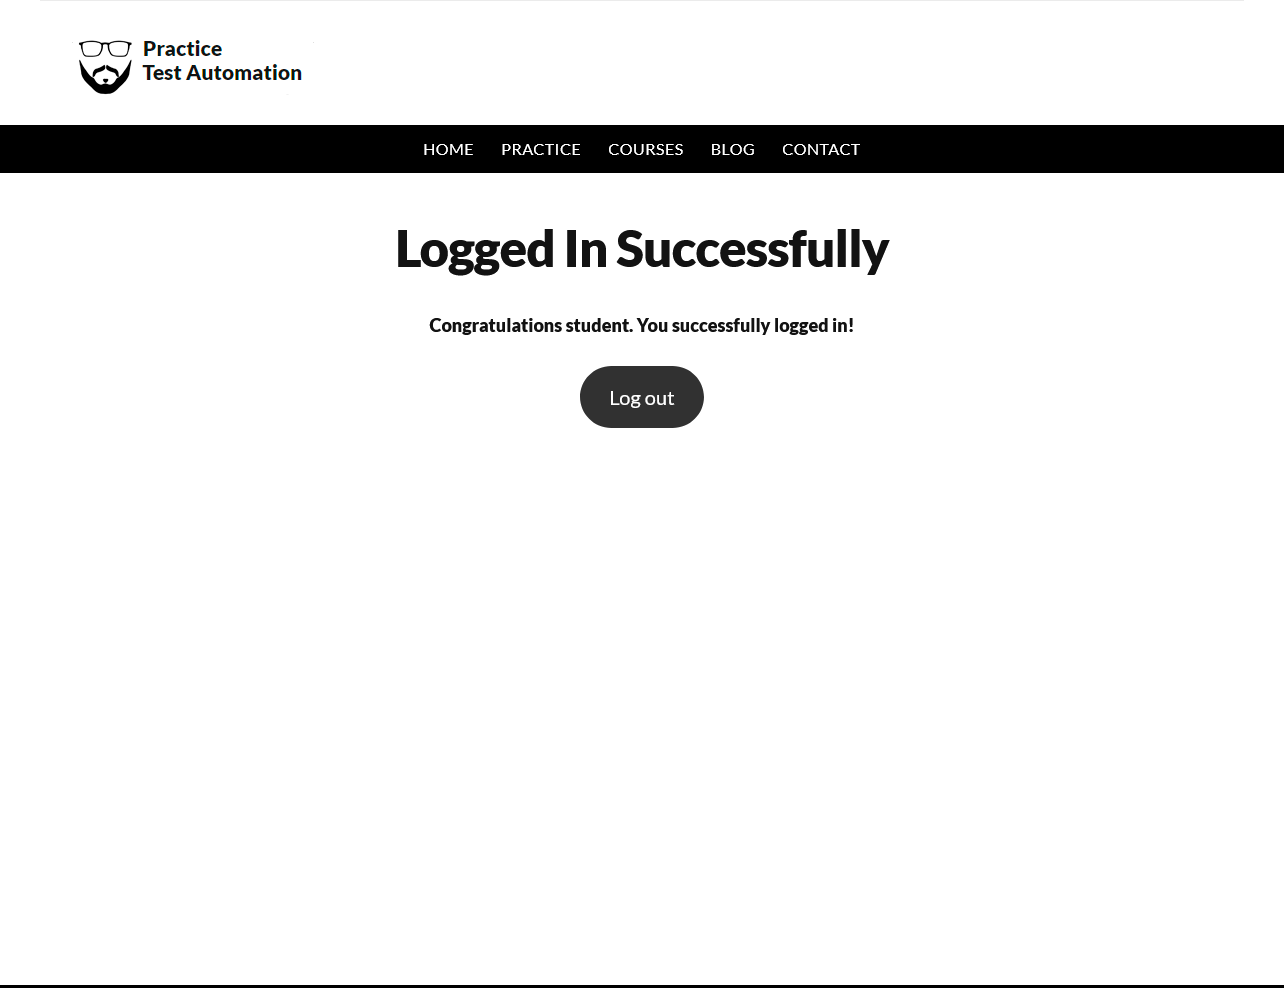 Practice
Test Automation
HOME PRACTICE COURSES BLOG CONTACT
Logged In Successfully
Congratulations student. You successfully logged in!
Log out